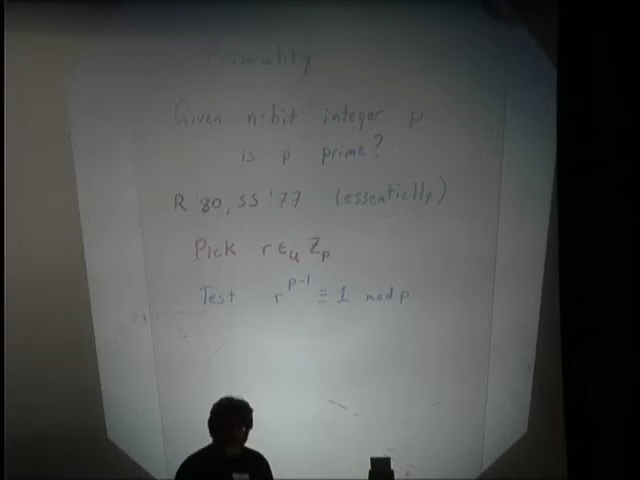 Primality
Given n-bit integer p
is p prime?
R '80, SS '77 (essentially)
Pick r ∈u Zp
Test r^p-1 ≡ 1 mod p